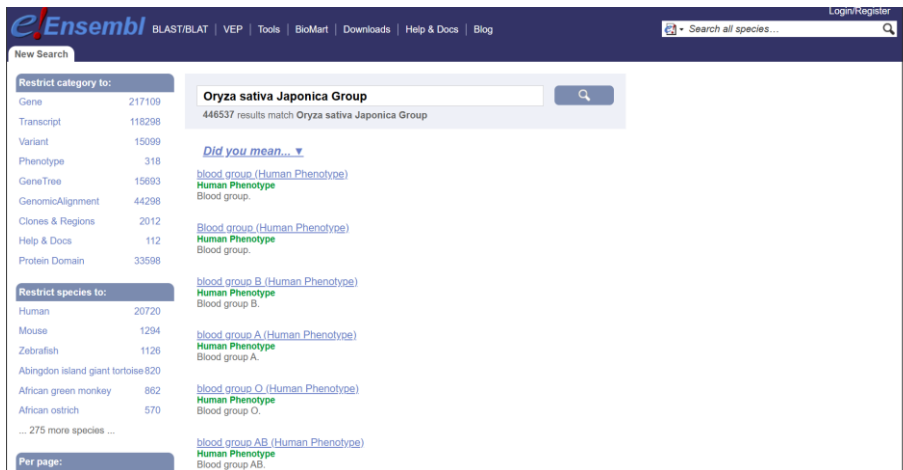 Login/Register
e!Ensembl BLAST/BLAT | VEP | Tools | BioMart | Downloads | Help & Docs | Blog
Search all species...
New Search
Restrict category to:
Gene 217109
Transcript 118298
Variant 15099
Phenotype 318
GeneTree 15693
GenomicAlignment 44298
Clones & Regions 2012
Help & Docs 112
Protein Domain 33598
Restrict species to:
Human 20720
Mouse 1294
Zebrafish 1126
Abingdon island giant tortoise 820
African green monkey 862
African ostrich 570
... 275 more species ...
Per page:
Oryza sativa Japonica Group
446537 results match Oryza sativa Japonica Group
Did you mean... ▼
blood group (Human Phenotype)
Human Phenotype
Blood group.
Blood group (Human Phenotype)
Human Phenotype
Blood group.
blood group B (Human Phenotype)
Human Phenotype
Blood group B.
blood group A (Human Phenotype)
Human Phenotype
Blood group A.
blood group O (Human Phenotype)
Human Phenotype
Blood group O.
blood group AB (Human Phenotype)
Human Phenotype
Blood group AB.